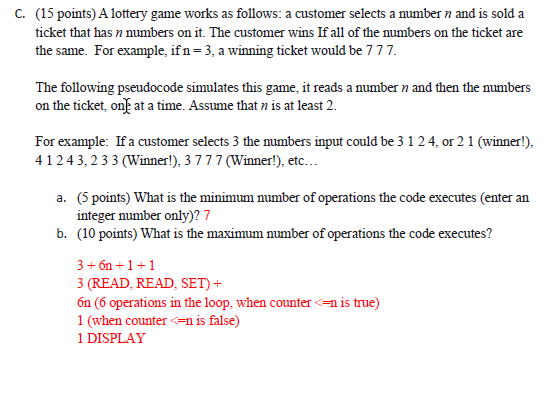 C. (15 points) A lottery game works as follows: a customer selects a number n and is sold a
ticket that has n numbers on it. The customer wins If all of the numbers on the ticket are
the same. For example, if n = 3, a winning ticket would be 7 7 7.
The following pseudocode simulates this game, it reads a number n and then the numbers
on the ticket, one at a time. Assume that n is at least 2.
For example: If a customer selects 3 the numbers input could be 3 1 2 4, or 2 1 (winner!),
4 1 2 4 3, 2 3 3 (Winner!), 3 7 7 7 (Winner!), etc…
a. (5 points) What is the minimum number of operations the code executes (enter an
integer number only)? 7
b. (10 points) What is the maximum number of operations the code executes?
3 + 6n + 1 + 1
3 (READ, READ, SET) +
6n (6 operations in the loop, when counter <=n is true)
1 (when counter <=n is false)
1 DISPLAY